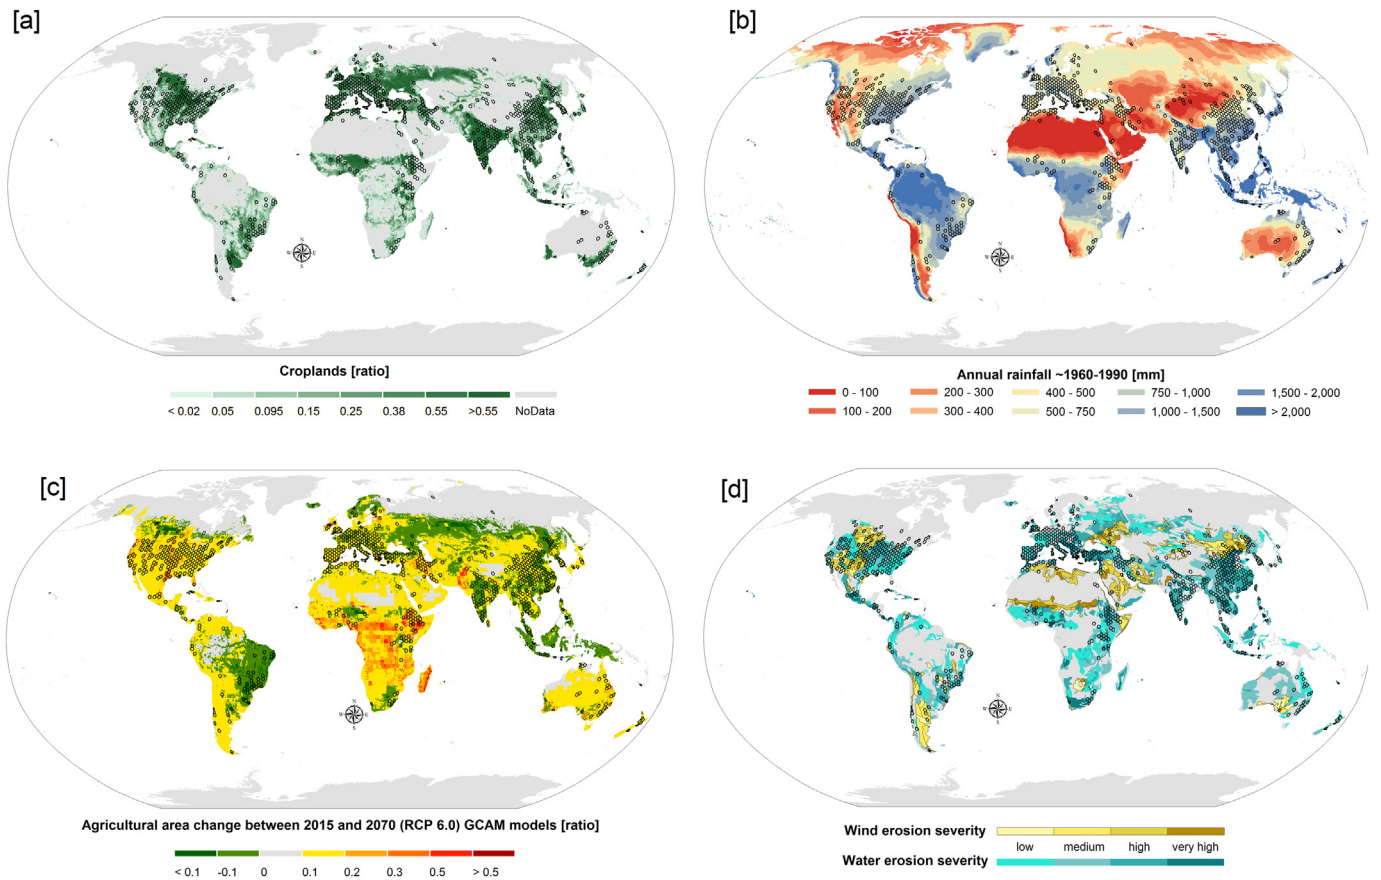 [a]
N
W E
S
Croplands [ratio]
< 0.02 0.05 0.095 0.15 0.25 0.38 0.55 >0.55 NoData
[b]
N
W E
S
Annual rainfall ~1960-1990 [mm]
0 - 100 200 - 300 400 - 500 750 - 1,000 1,500 - 2,000
100 - 200 300 - 400 500 - 750 1,000 - 1,500 > 2,000
[c]
N
W E
S
Agricultural area change between 2015 and 2070 (RCP 6.0) GCAM models [ratio]
< 0.1 -0.1 0 0.1 0.2 0.3 0.5 > 0.5
[d]
N
W E
S
Wind erosion severity
low medium high very high
Water erosion severity